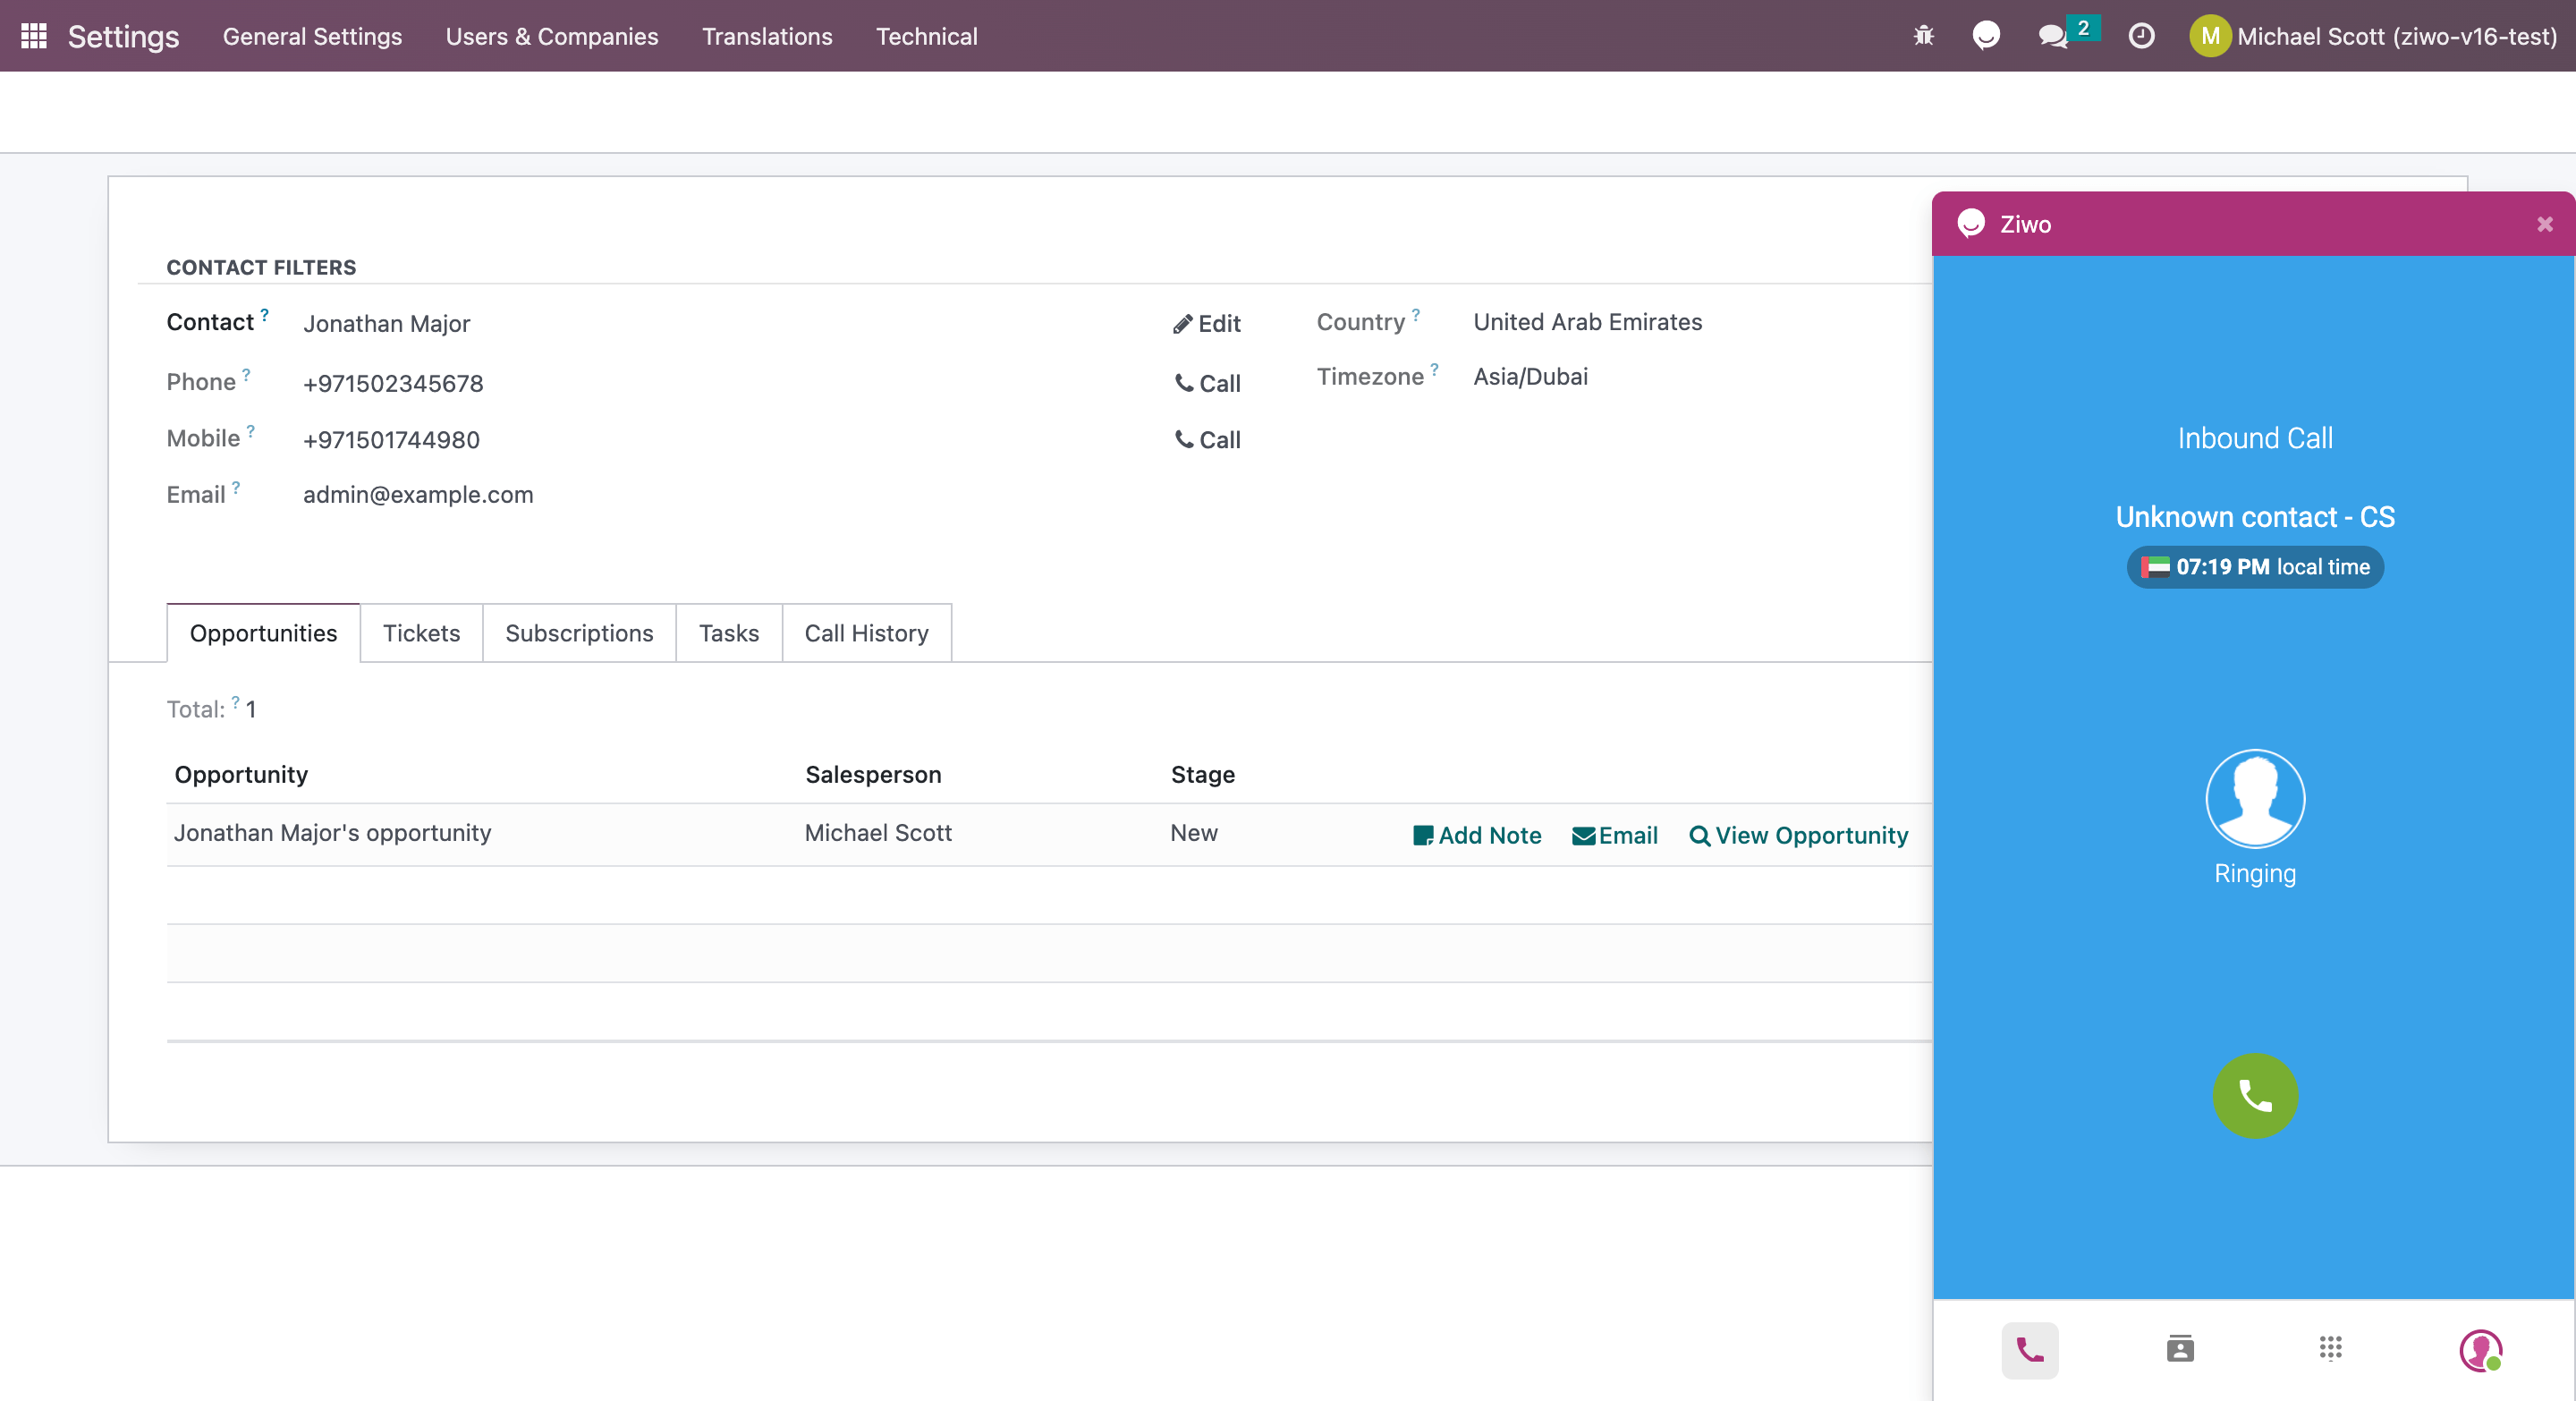 Settings General Settings Users & Companies Translations Technical 2 M Michael Scott (ziwo-v16-test)
Ziwo
CONTACT FILTERS
Contact ? Jonathan Major Edit Country ? United Arab Emirates
Phone ? +971502345678 Call Timezone ? Asia/Dubai
Mobile ? +971501744980 Call
Email ? admin@example.com
Opportunities Tickets Subscriptions Tasks Call History
Total: ? 1
Opportunity Salesperson Stage
Jonathan Major's opportunity Michael Scott New Add Note Email View Opportunity
Inbound Call
Unknown contact - CS
07:19 PM local time
Ringing